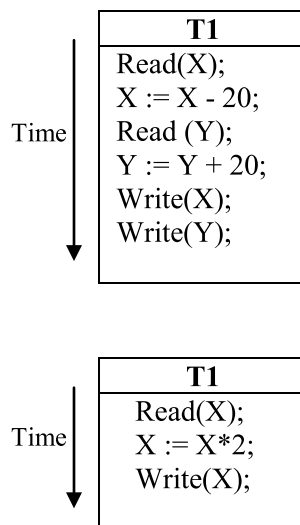 T1
Read(X);
X := X - 20;
Read (Y);
Time
Y := Y + 20;
Write(X);
Write(Y);
T1
Read(X);
Time
X := X*2;
Write(X);